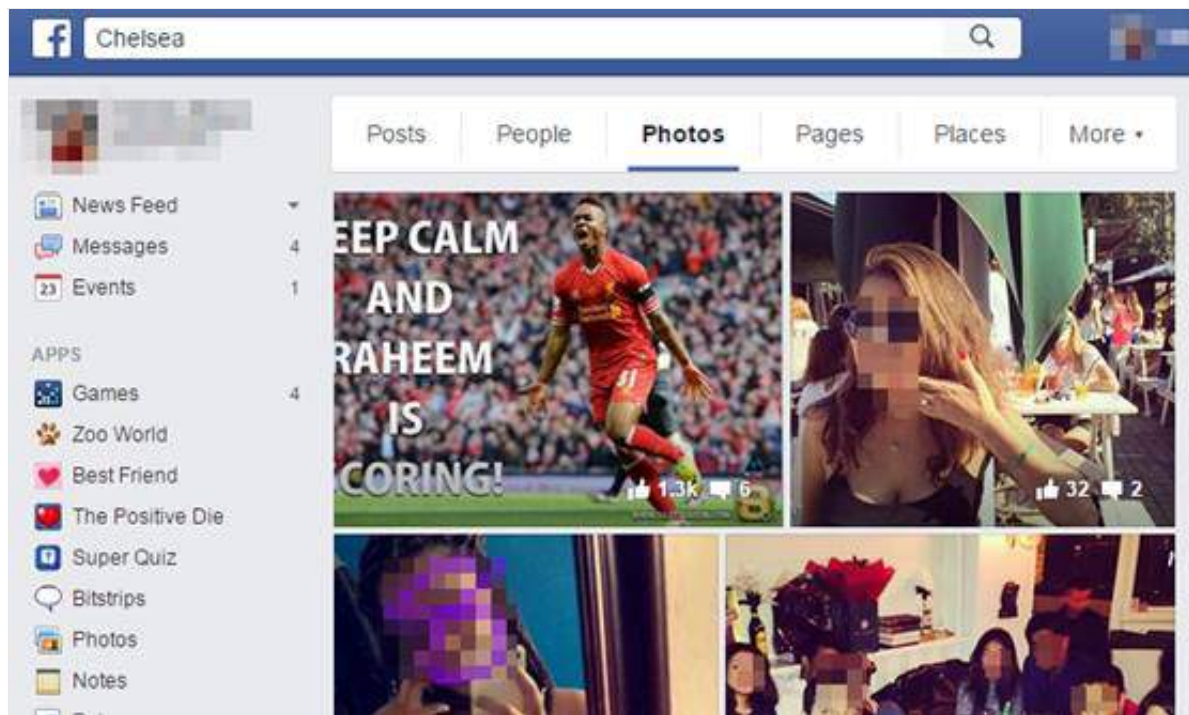 f Chelsea
Posts People Photos Pages Places More
News Feed
Messages 4
23 Events 1
APPS
Games 4
Zoo World
Best Friend
The Positive Die
Super Quiz
Bitstrips
Photos
Notes
EEP CALM
AND
RAHEEM
IS
CORING!
31
1.3k 6
32 2